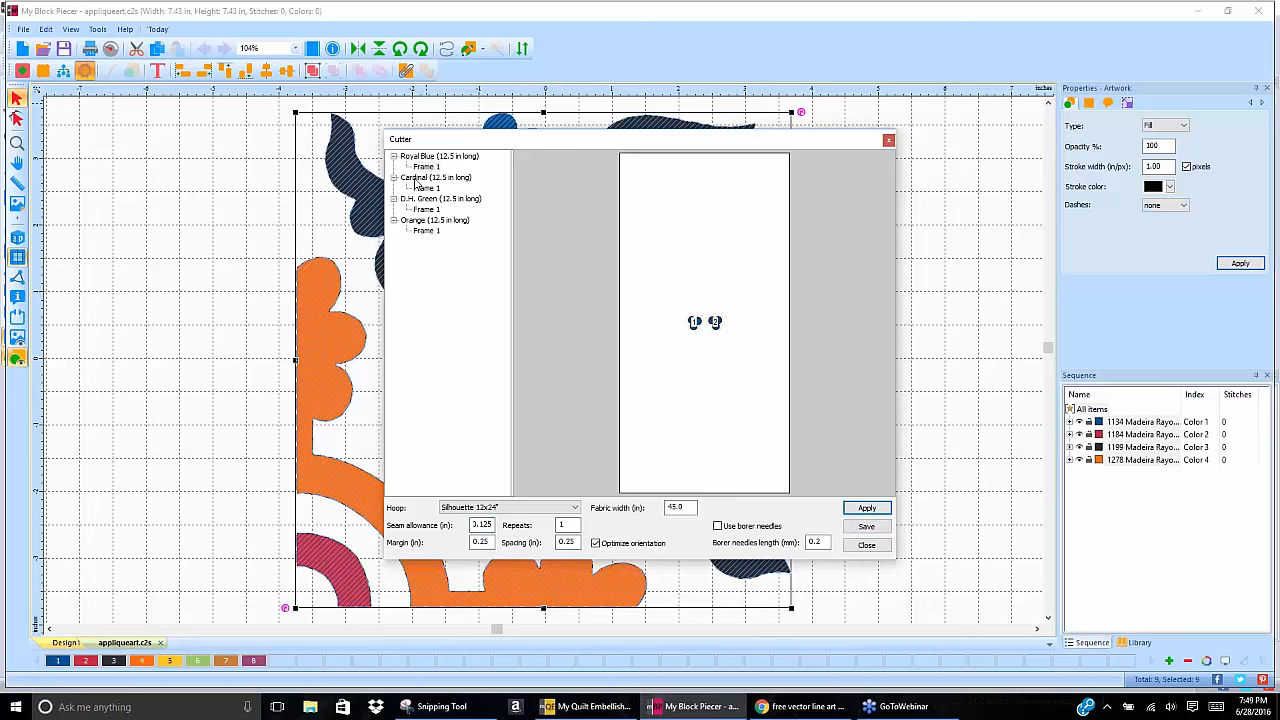 My Block Piecer - appliqueart.c2s (Width: 7.43 in, Height: 7.43 in, Stitches: 0, Colors: 0)
File Edit View Tools Help 'Today'
104%
inches
Cutter
Royal Blue (12.5 in long)
Frame 1
Cardinal (12.5 in long)
Frame 1
D.H. Green (12.5 in long)
Frame 1
Orange (12.5 in long)
Frame 1
1 2
Hoop: Silhouette 12x24" Fabric width (in): 45.0 Apply
Seam allowance (in): 3.125 Repeats: 1 Use borer needles Save
Margin (in): 0.25 Spacing (in): 0.25 Optimize orientation Borer needles length (mm): 0.2 Close
Properties - Artwork
Type: Fill
Opacity %: 100
Stroke width (in/px): 1.00 pixels
Stroke color:
Dashes: none
Apply
Sequence
Name Index Stitches
All items
1134 Madeira Rayo... Color 1 0
1184 Madeira Rayo... Color 2 0
1199 Madeira Rayo... Color 3 0
1278 Madeira Rayo... Color 4 0
Sequence Library
Design1 appliqueart.c2s
1 2 3 4 5 6 7 8
Total: 9, Selected: 9
Ask me anything
Snipping Tool
My Quilt Embellish...
My Block Piecer - a...
free vector line art ...
GoToWebinar
7:49 PM
6/28/2016